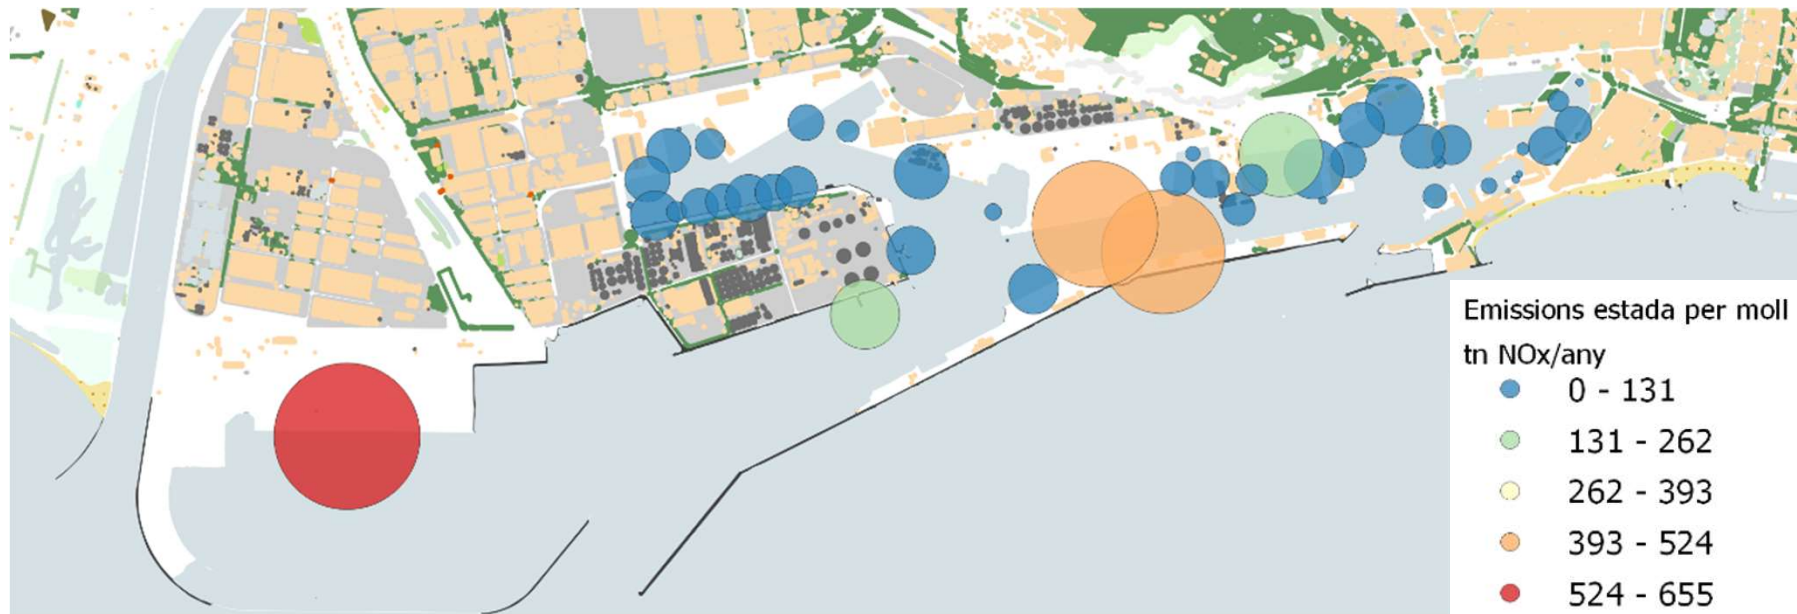 Emissions estada per moll
tn NOx/any
0 - 131
131 - 262
262 - 393
393 - 524
524 - 655